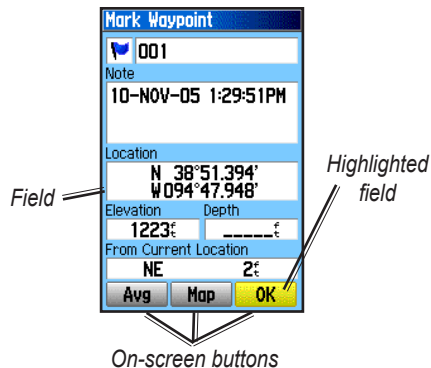 Mark Waypoint
001
Note
10-NOV-05 1:29:51PM
Location
N 38°51.394'
W094°47.948'
Elevation Depth
1223ft _____ft
From Current Location
NE 2ft
Avg Map OK
Field
Highlighted
field
On-screen buttons